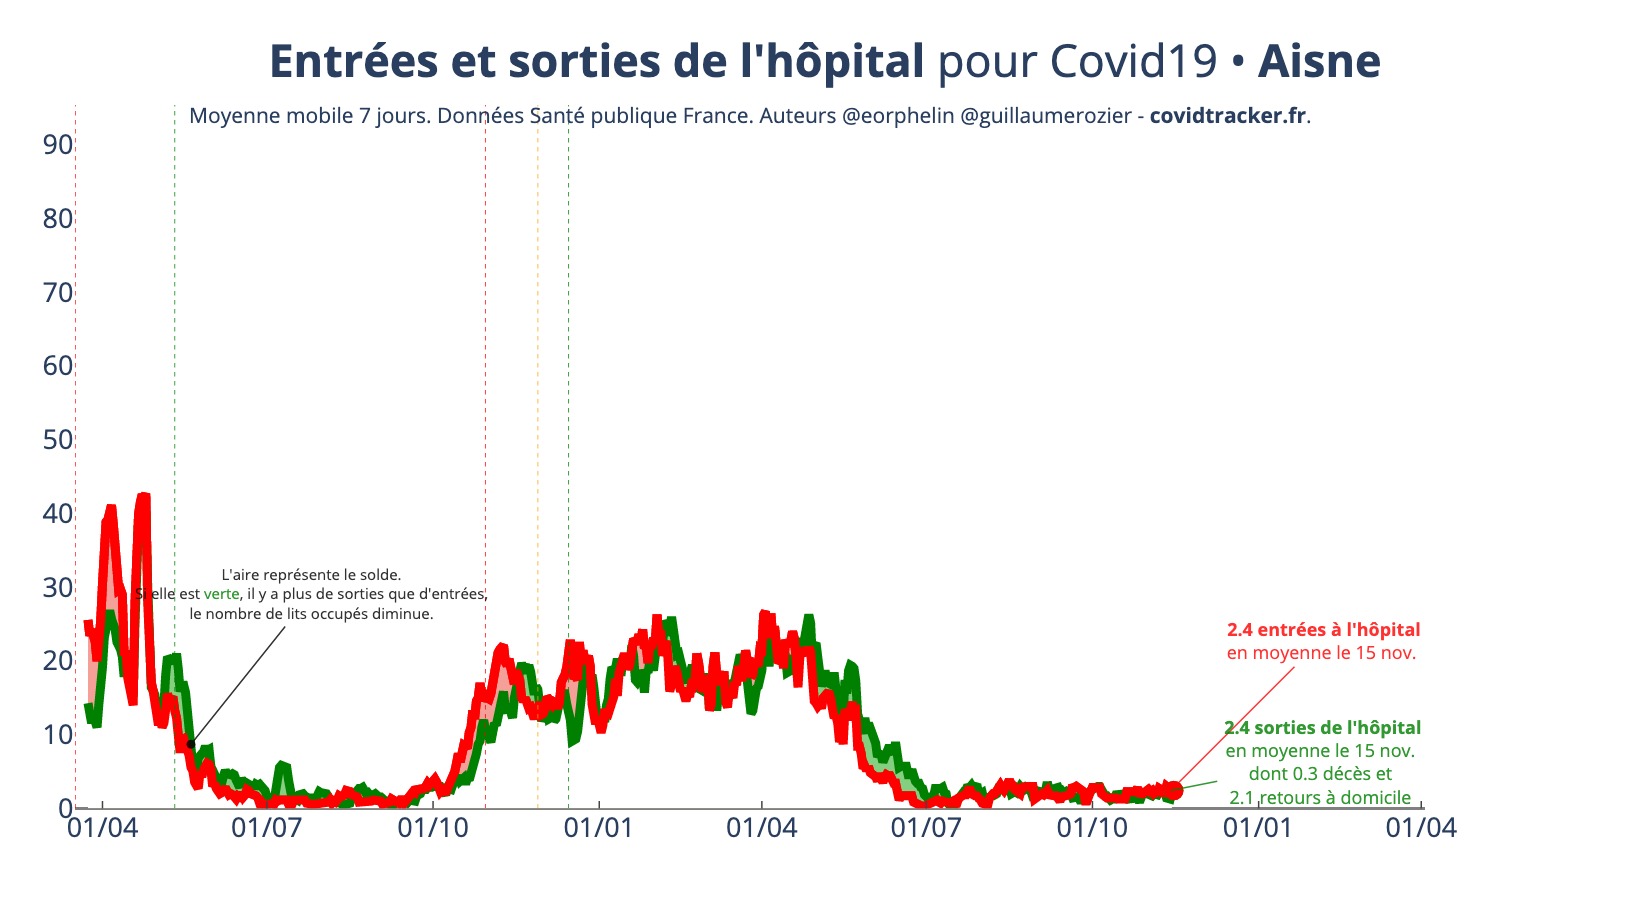 Entrées et sorties de l'hôpital pour Covid19 • Aisne
Moyenne mobile 7 jours. Données Santé publique France. Auteurs @eorphelin @guillaumerozier - covidtracker.fr.
90
80
70
60
50
40
30
20
10
0
L'aire représente le solde.
Si elle est verte, il y a plus de sorties que d'entrées,
le nombre de lits occupés diminue.
2.4 entrées à l'hôpital
en moyenne le 15 nov.
2.4 sorties de l'hôpital
en moyenne le 15 nov.
dont 0.3 décès et
2.1 retours à domicile
01/04 01/07 01/10 01/01 01/04 01/07 01/10 01/01 01/04